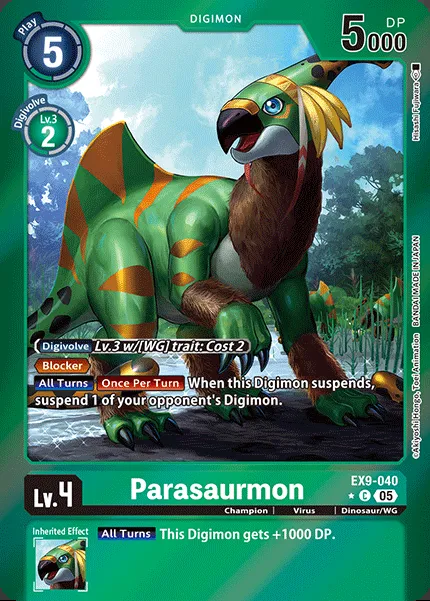 Play
5
DIGIMON
DP
5000
Digivolve
Lv.3
2
Hisashi Fujiwara
©Akiyoshi Hongo, Toei Animation BANDAI MADE IN JAPAN
Digivolve Lv.3 w/[WG] trait: Cost 2
Blocker
All Turns Once Per Turn When this Digimon suspends,
suspend 1 of your opponent's Digimon.
Lv.4
Parasaurmon
EX9-040
C 05
Champion Virus Dinosaur/WG
Inherited Effect
All Turns This Digimon gets +1000 DP.